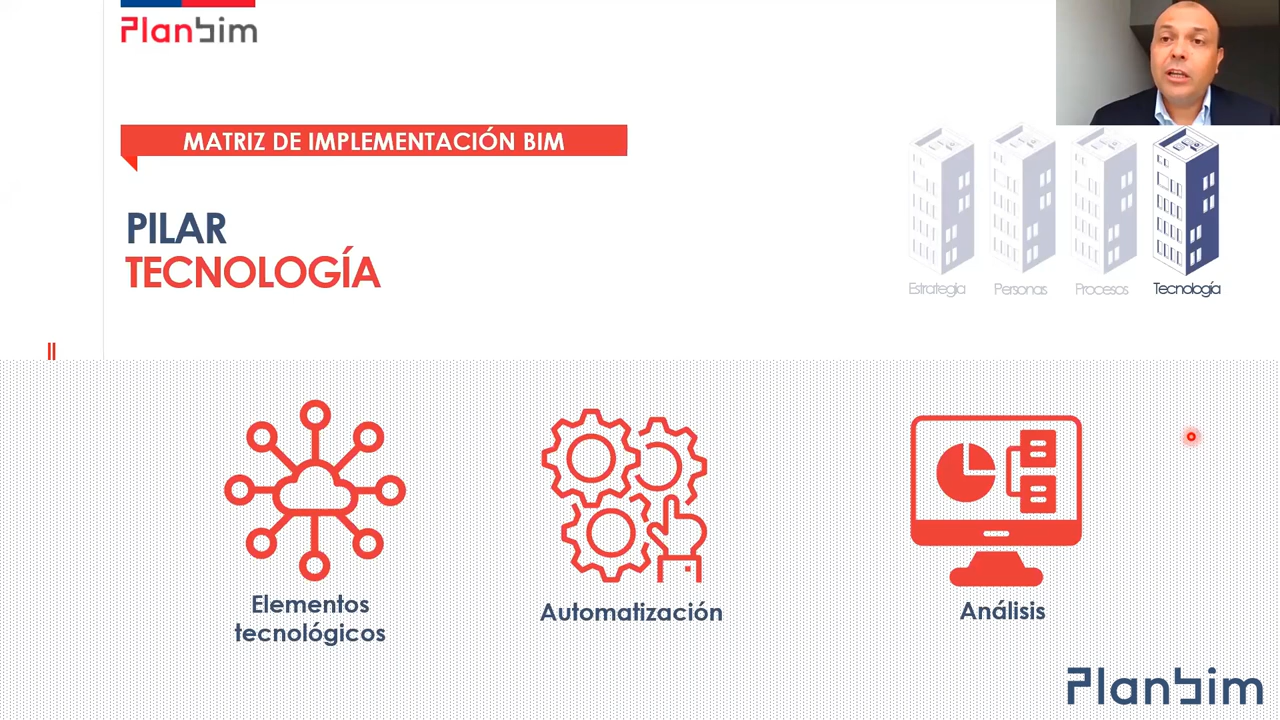 Planbim
MATRIZ DE IMPLEMENTACIÓN BIM
PILAR
TECNOLOGÍA
Estrategia
Personas
Procesos
Tecnología
Elementos
tecnológicos
Automatización
Análisis
Planbim